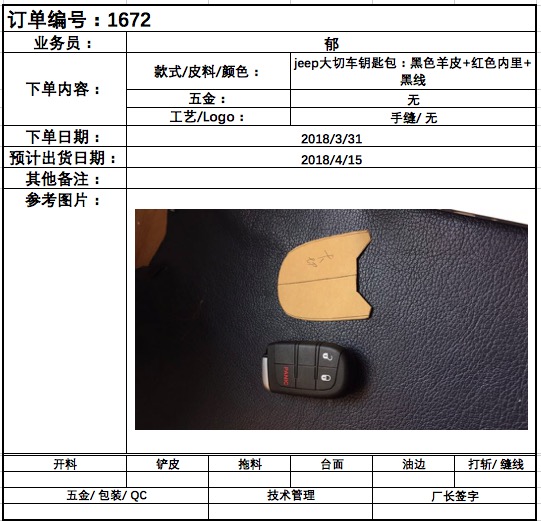 订单编号：1672
业务员： 郁
下单内容： 款式/皮料/颜色： jeep大切车钥匙包：黑色羊皮+红色内里+
黑线
五金： 无
工艺/Logo： 手缝/ 无
下单日期： 2018/3/31
预计出货日期： 2018/4/15
其他备注：
参考图片：
PANIC
开料 铲皮 拖料 台面 油边 打斩/ 缝线
五金/ 包装/ QC 技术管理 厂长签字